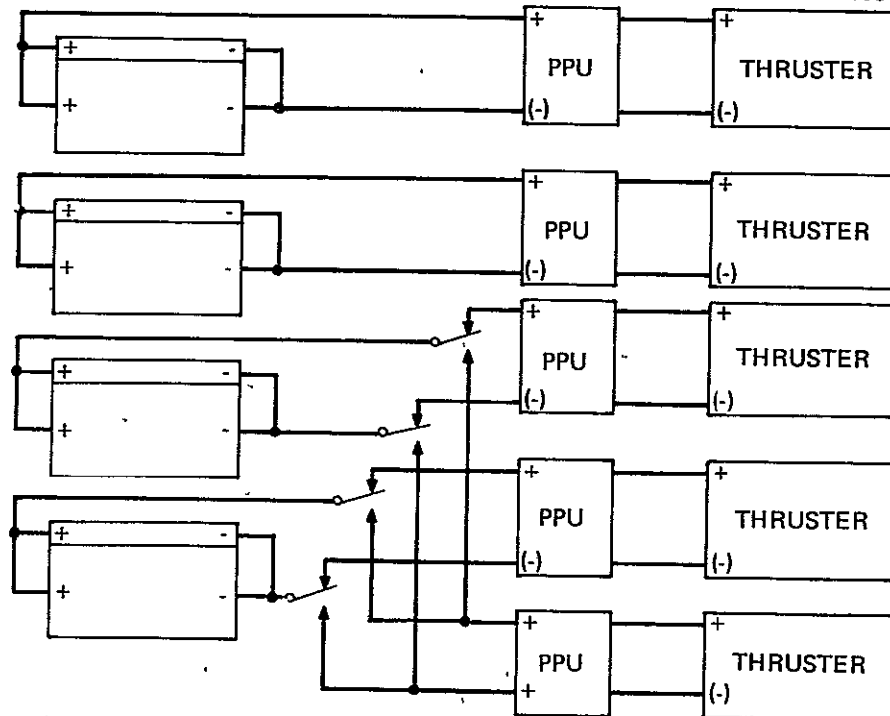 + + PPU THRUSTER
+ -
+ - (-) (-)
+ + PPU THRUSTER
+ -
+ - (-) (-)
+ + PPU THRUSTER
+ -
+ - (-) (-)
+ + PPU THRUSTER
+ -
+ - (-) (-)
+ + PPU THRUSTER
+ (-)